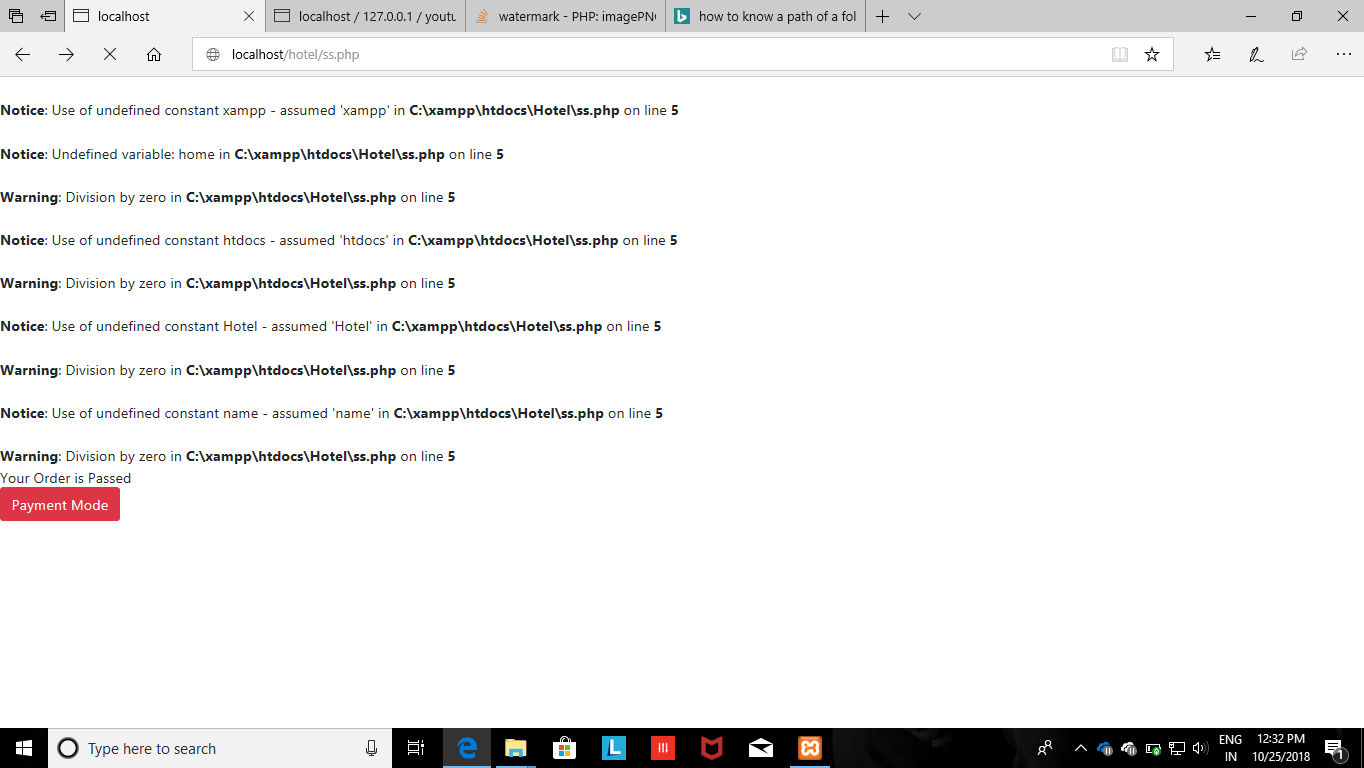 localhost
localhost / 127.0.0.1 / youtu
watermark - PHP: imagePN
how to know a path of a fol
localhost/hotel/ss.php
Notice: Use of undefined constant xampp - assumed 'xampp' in C:\xampp\htdocs\Hotel\ss.php on line 5
Notice: Undefined variable: home in C:\xampp\htdocs\Hotel\ss.php on line 5
Warning: Division by zero in C:\xampp\htdocs\Hotel\ss.php on line 5
Notice: Use of undefined constant htdocs - assumed 'htdocs' in C:\xampp\htdocs\Hotel\ss.php on line 5
Warning: Division by zero in C:\xampp\htdocs\Hotel\ss.php on line 5
Notice: Use of undefined constant Hotel - assumed 'Hotel' in C:\xampp\htdocs\Hotel\ss.php on line 5
Warning: Division by zero in C:\xampp\htdocs\Hotel\ss.php on line 5
Notice: Use of undefined constant name - assumed 'name' in C:\xampp\htdocs\Hotel\ss.php on line 5
Warning: Division by zero in C:\xampp\htdocs\Hotel\ss.php on line 5
Your Order is Passed
Payment Mode
Type here to search
L
ENG
IN
12:32 PM
10/25/2018
1